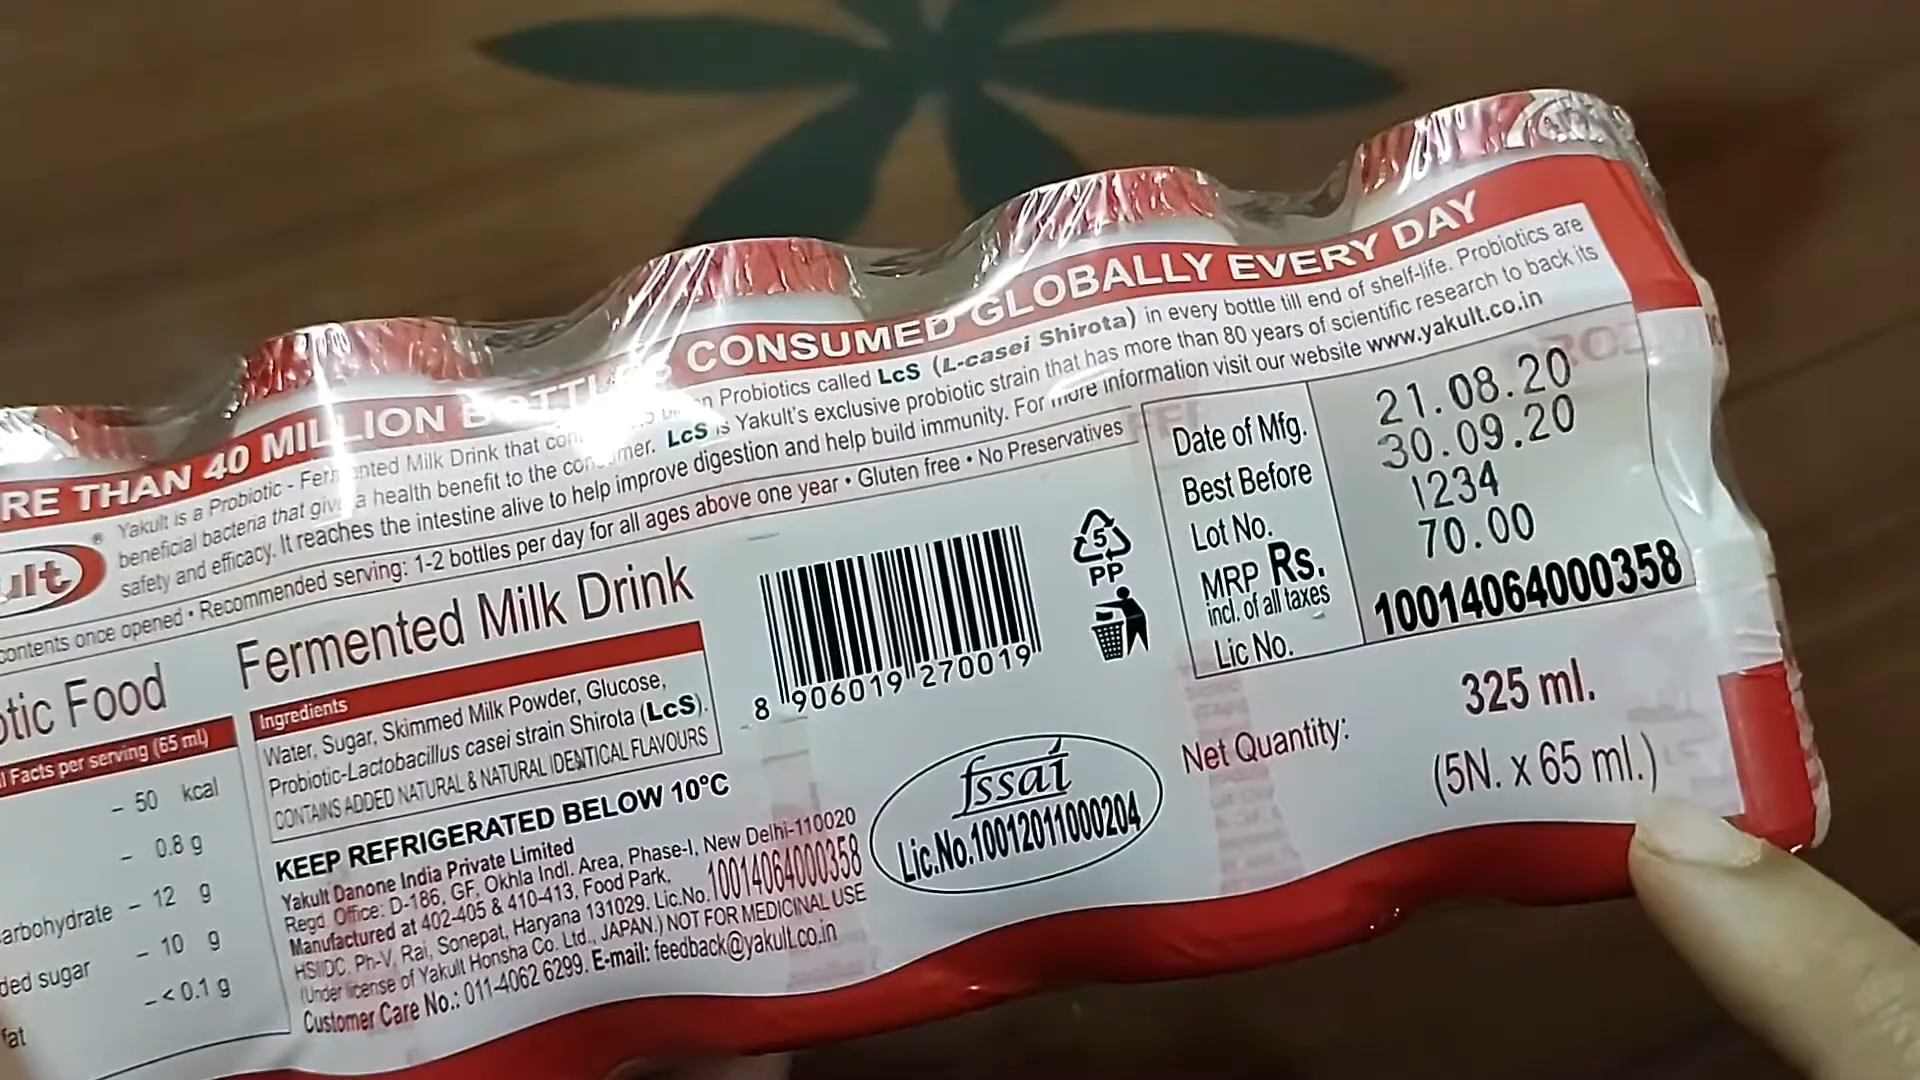 RE THAN 40 MILLION CONSUMED GLOBALLY EVERY DAY
Yakult is a Probiotic - Fermented Milk Drink that Probiotics called LcS (L-casei Shirota) in every bottle till end of shelf-life. Probiotics are
beneficial bacteria that give a health benefit to the consumer. LcS is Yakult's exclusive probiotic strain that has more than 80 years of scientific research to back its
safety and efficacy. It reaches the intestine alive to help improve digestion and help build immunity. For more information visit our website www.yakult.co.in
contents once opened • Recommended serving: 1-2 bottles per day for all ages above one year • Gluten free • No Preservatives
ult®
otic Food
l Facts per serving (65 ml)
- 50 kcal
- 0.8 g
arbohydrate - 12 g
ded sugar - 10 g
fat - < 0.1 g
Fermented Milk Drink
Ingredients
Water, Sugar, Skimmed Milk Powder, Glucose,
Probiotic-Lactobacillus casei strain Shirota (LcS).
CONTAINS ADDED NATURAL & NATURAL IDENTICAL FLAVOURS
KEEP REFRIGERATED BELOW 10°C
Yakult Danone India Private Limited
Regd. Office: D-186, GF, Okhla Indl. Area, Phase-I, New Delhi-110020
Manufactured at 402-405 & 410-413, Food Park,
HSIIDC, Ph-V, Rai, Sonepat, Haryana 131029. Lic.No. 10014064000358
(Under license of Yakult Honsha Co. Ltd., JAPAN.) NOT FOR MEDICINAL USE
Customer Care No.: 011-4062 6299. E-mail: feedback@yakult.co.in
8 906019 270019
5
PP
fssai
Lic.No.10012011000204
Date of Mfg. 21.08.20
Best Before 30.09.20
Lot No. 1234
MRP Rs. 70.00
incl. of all taxes
Lic No. 10014064000358
Net Quantity: 325 ml.
(5N. x 65 ml.)